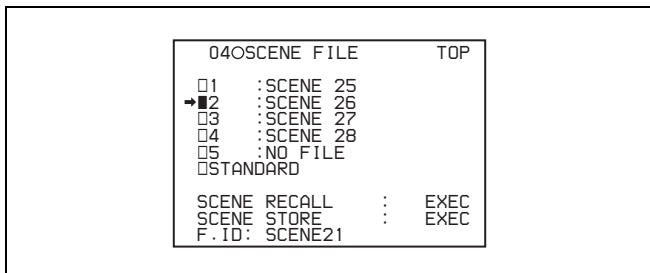 04○SCENE FILE TOP
□1 :SCENE 25
➡■2 :SCENE 26
□3 :SCENE 27
□4 :SCENE 28
□5 :NO FILE
□STANDARD
SCENE RECALL : EXEC
SCENE STORE : EXEC
F.ID: SCENE21